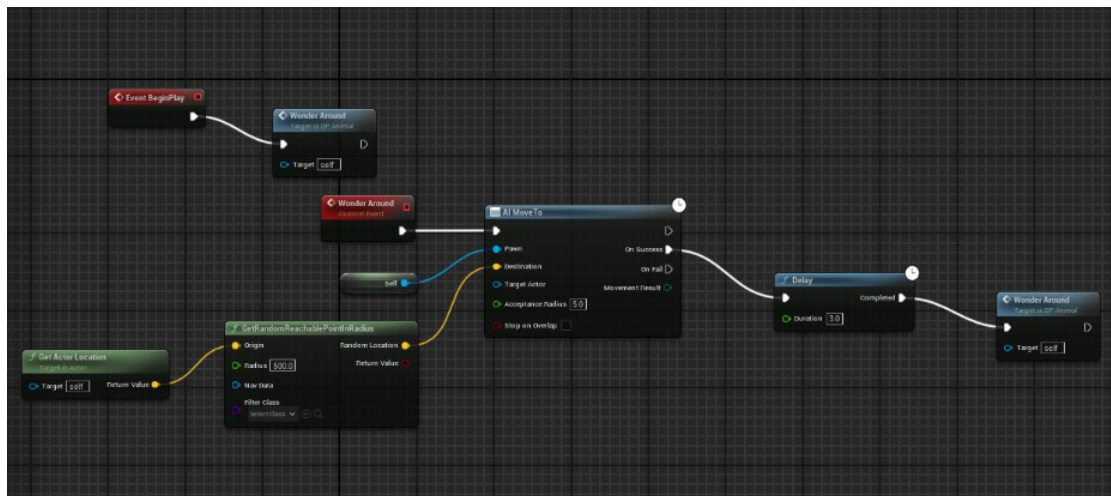 Event BeginPlay
Wonder Around
Target is BP Animal
Target self
Wonder Around
Custom Event
Self
AI MoveTo
Pawn On Success
Destination On Fail
Target Actor Movement Result
Acceptance Radius 5.0
Stop on Overlap
f Delay
Completed
Duration 3.0
Wonder Around
Target is BP Animal
Target self
f GetRandomReachablePointInRadius
Origin Random Location
Radius 500.0 Return Value
Nav Data
Filter Class
Select Class
f Get Actor Location
Target is Actor
Target self Return Value